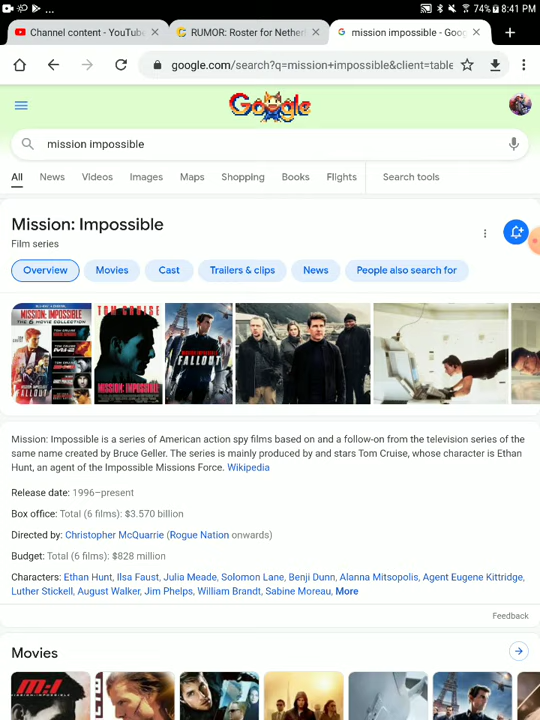 74% 8:41 PM
Channel content - YouTube
RUMOR: Roster for Nether
mission impossible - Goog
google.com/search?q=mission+impossible&client=table
Google
mission impossible
All News Videos Images Maps Shopping Books Flights Search tools
Mission: Impossible
Film series
Overview Movies Cast Trailers & clips News People also search for
MISSION: IMPOSSIBLE
THE 6 MOVIE COLLECTION
TOM CRUISE
MISSION: IMPOSSIBLE
FALLOUT
Mission: Impossible is a series of American action spy films based on and a follow-on from the television series of the
same name created by Bruce Geller. The series is mainly produced by and stars Tom Cruise, whose character is Ethan
Hunt, an agent of the Impossible Missions Force. Wikipedia
Release date: 1996–present
Box office: Total (6 films): $3.570 billion
Directed by: Christopher McQuarrie (Rogue Nation onwards)
Budget: Total (6 films): $828 million
Characters: Ethan Hunt, Ilsa Faust, Julia Meade, Solomon Lane, Benji Dunn, Alanna Mitsopolis, Agent Eugene Kittridge,
Luther Stickell, August Walker, Jim Phelps, William Brandt, Sabine Moreau, More
Feedback
Movies
M:I